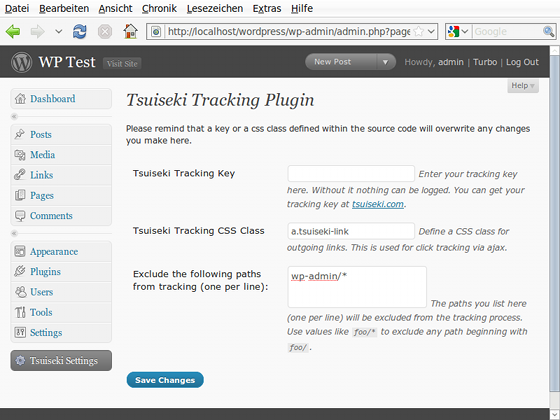 Datei Bearbeiten Ansicht Chronik Lesezeichen Extras Hilfe
http://localhost/wordpress/wp-admin/admin.php?page Google
WP Test Visit Site New Post Howdy, admin | Turbo | Log Out
Help
Dashboard
Posts
Media
Links
Pages
Comments
Appearance
Plugins
Users
Tools
Settings
Tsuiseki Settings
Tsuiseki Tracking Plugin
Please remind that a key or a css class defined within the source code will overwrite any changes
you make here.
Tsuiseki Tracking Key Enter your tracking key
here. Without it nothing can be logged. You can get your
tracking key at tsuiseki.com.
Tsuiseki Tracking CSS Class a.tsuiseki-link Define a CSS class for
outgoing links. This is used for click tracking via ajax.
Exclude the following paths wp-admin/*
from tracking (one per line):
The paths you list here
(one per line) will be excluded from the tracking process.
Use values like foo/* to exclude any path beginning with
foo/ .
Save Changes